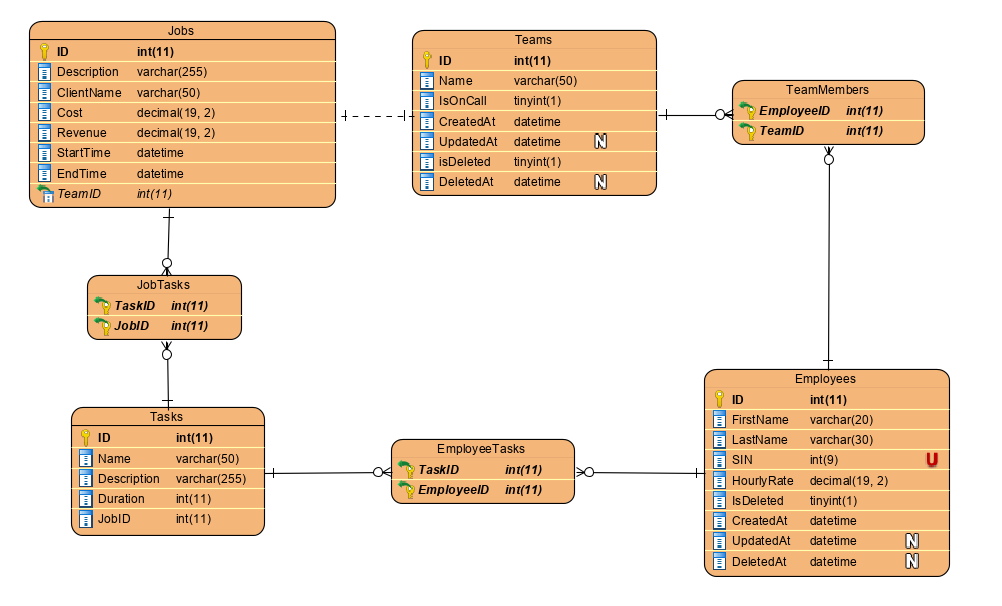 Jobs
ID int(11)
Description varchar(255)
ClientName varchar(50)
Cost decimal(19, 2)
Revenue decimal(19, 2)
StartTime datetime
EndTime datetime
TeamID int(11)
Teams
ID int(11)
Name varchar(50)
IsOnCall tinyint(1)
CreatedAt datetime
UpdatedAt datetime N
isDeleted tinyint(1)
DeletedAt datetime N
TeamMembers
EmployeeID int(11)
TeamID int(11)
JobTasks
TaskID int(11)
JobID int(11)
Tasks
ID int(11)
Name varchar(50)
Description varchar(255)
Duration int(11)
JobID int(11)
EmployeeTasks
TaskID int(11)
EmployeeID int(11)
Employees
ID int(11)
FirstName varchar(20)
LastName varchar(30)
SIN int(9) U
HourlyRate decimal(19, 2)
IsDeleted tinyint(1)
CreatedAt datetime
UpdatedAt datetime N
DeletedAt datetime N